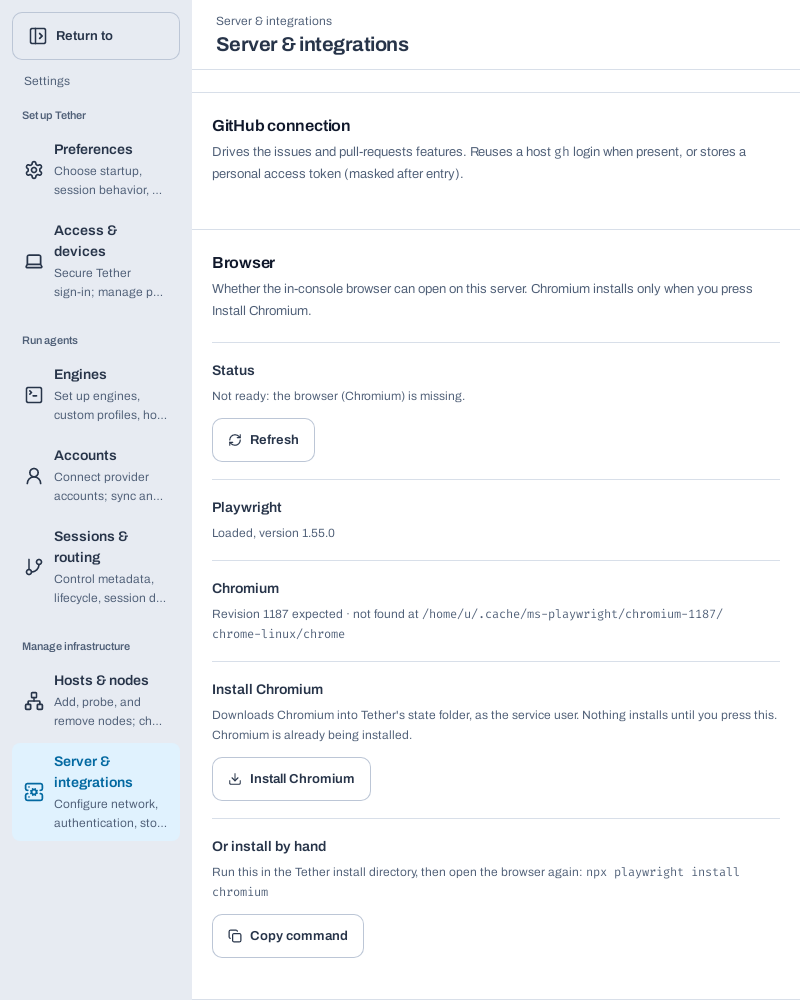 Return to
Settings
Set up Tether
Preferences
Choose startup,
session behavior, ...
Access &
devices
Secure Tether
sign-in; manage p...
Run agents
Engines
Set up engines,
custom profiles, ho...
Accounts
Connect provider
accounts; sync an...
Sessions &
routing
Control metadata,
lifecycle, session d...
Manage infrastructure
Hosts & nodes
Add, probe, and
remove nodes; ch...
Server &
integrations
Configure network,
authentication, sto...
Server & integrations
Server & integrations
GitHub connection
Drives the issues and pull-requests features. Reuses a host gh login when present, or stores a
personal access token (masked after entry).
Browser
Whether the in-console browser can open on this server. Chromium installs only when you press
Install Chromium.
Status
Not ready: the browser (Chromium) is missing.
Refresh
Playwright
Loaded, version 1.55.0
Chromium
Revision 1187 expected · not found at /home/u/.cache/ms-playwright/chromium-1187/
chrome-linux/chrome
Install Chromium
Downloads Chromium into Tether's state folder, as the service user. Nothing installs until you press this.
Chromium is already being installed.
Install Chromium
Or install by hand
Run this in the Tether install directory, then open the browser again: npx playwright install
chromium
Copy command